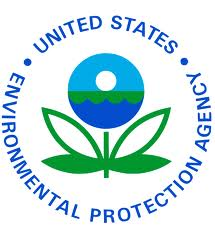 UNITED STATES
ENVIRONMENTAL PROTECTION AGENCY